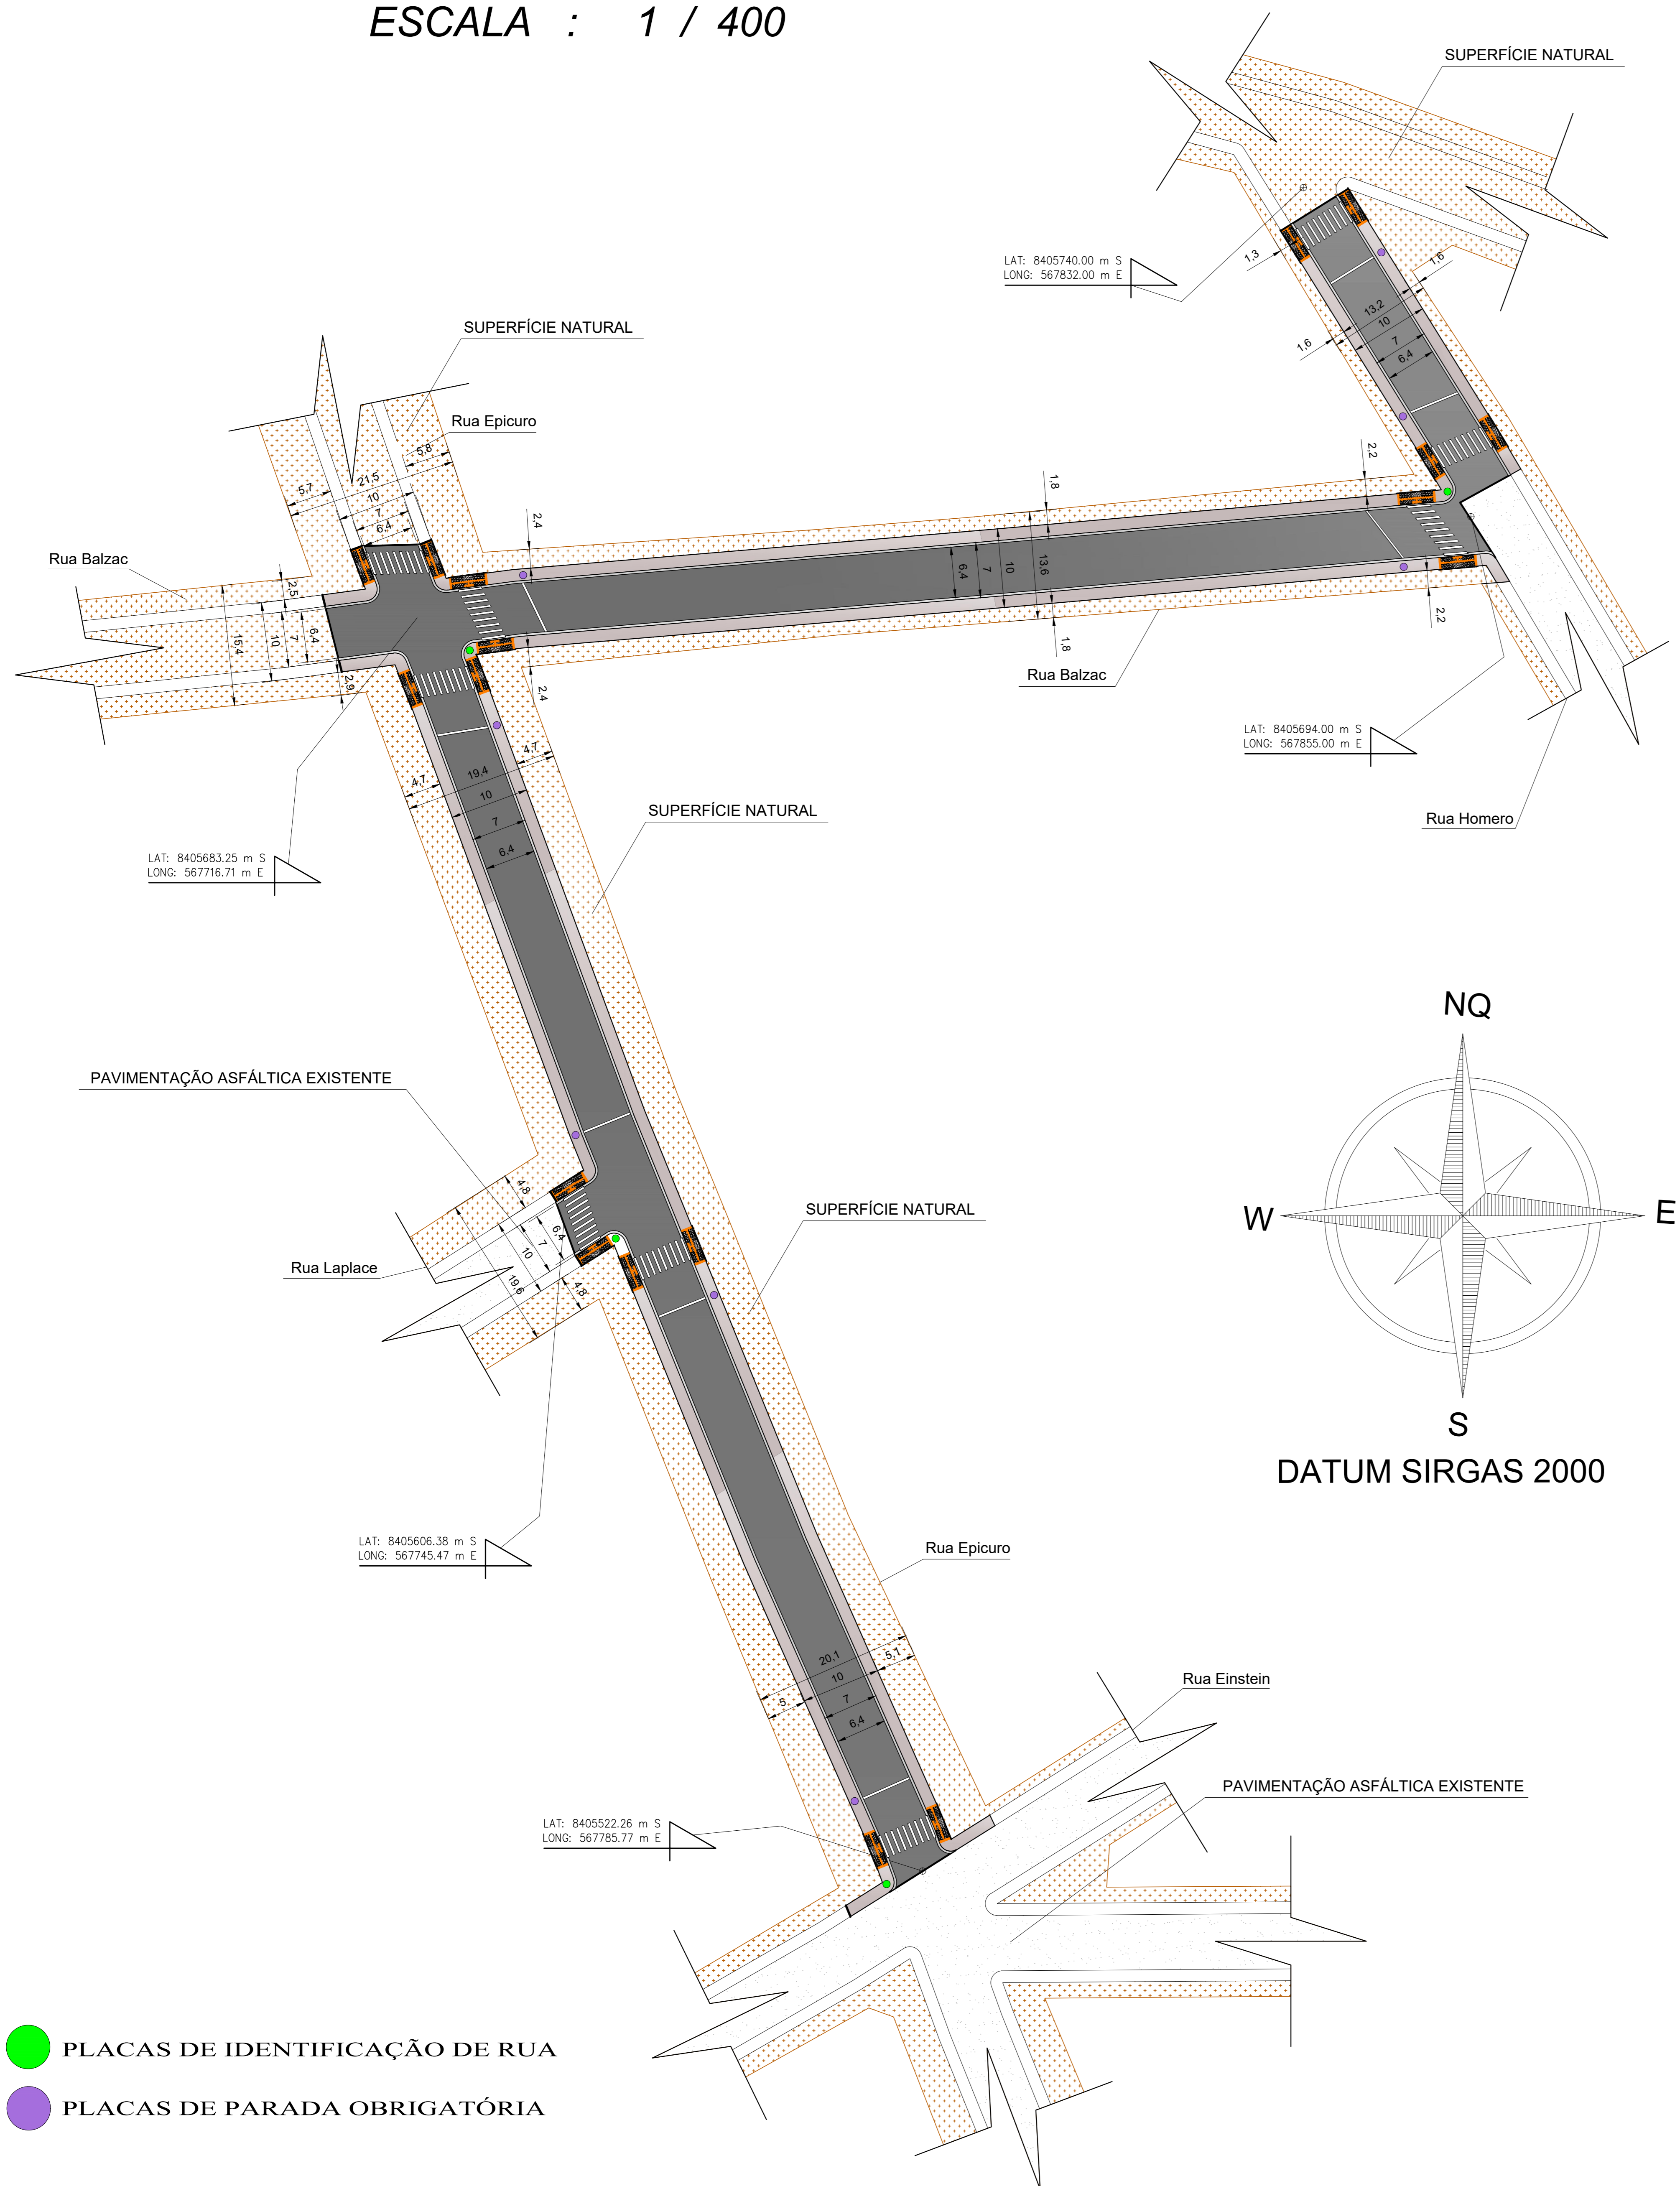 ESCALA : 1 / 400
SUPERFÍCIE NATURAL
LAT: 8405740.00 m S
LONG: 567832.00 m E
1,3
1,6
13,2
10
7
6,4
1,6
SUPERFÍCIE NATURAL
Rua Epicuro
5,8
21,5
5,7
10
7
6,4
2,4
1,8
2,2
Rua Balzac
2,5
15,4
10
7
6,4
2,9
6,4
7
10
13,6
1,8
2,2
2,4
Rua Balzac
LAT: 8405694.00 m S
LONG: 567855.00 m E
Rua Homero
4,7
19,4
4,7
10
7
6,4
SUPERFÍCIE NATURAL
LAT: 8405683.25 m S
LONG: 567716.71 m E
NQ
W
E
S
DATUM SIRGAS 2000
PAVIMENTAÇÃO ASFÁLTICA EXISTENTE
4,8
6,4
7
10
19,6
4,8
Rua Laplace
SUPERFÍCIE NATURAL
LAT: 8405606.38 m S
LONG: 567745.47 m E
Rua Epicuro
20,1
5,1
10
5
7
6,4
Rua Einstein
PAVIMENTAÇÃO ASFÁLTICA EXISTENTE
LAT: 8405522.26 m S
LONG: 567785.77 m E
PLACAS DE IDENTIFICAÇÃO DE RUA
PLACAS DE PARADA OBRIGATÓRIA